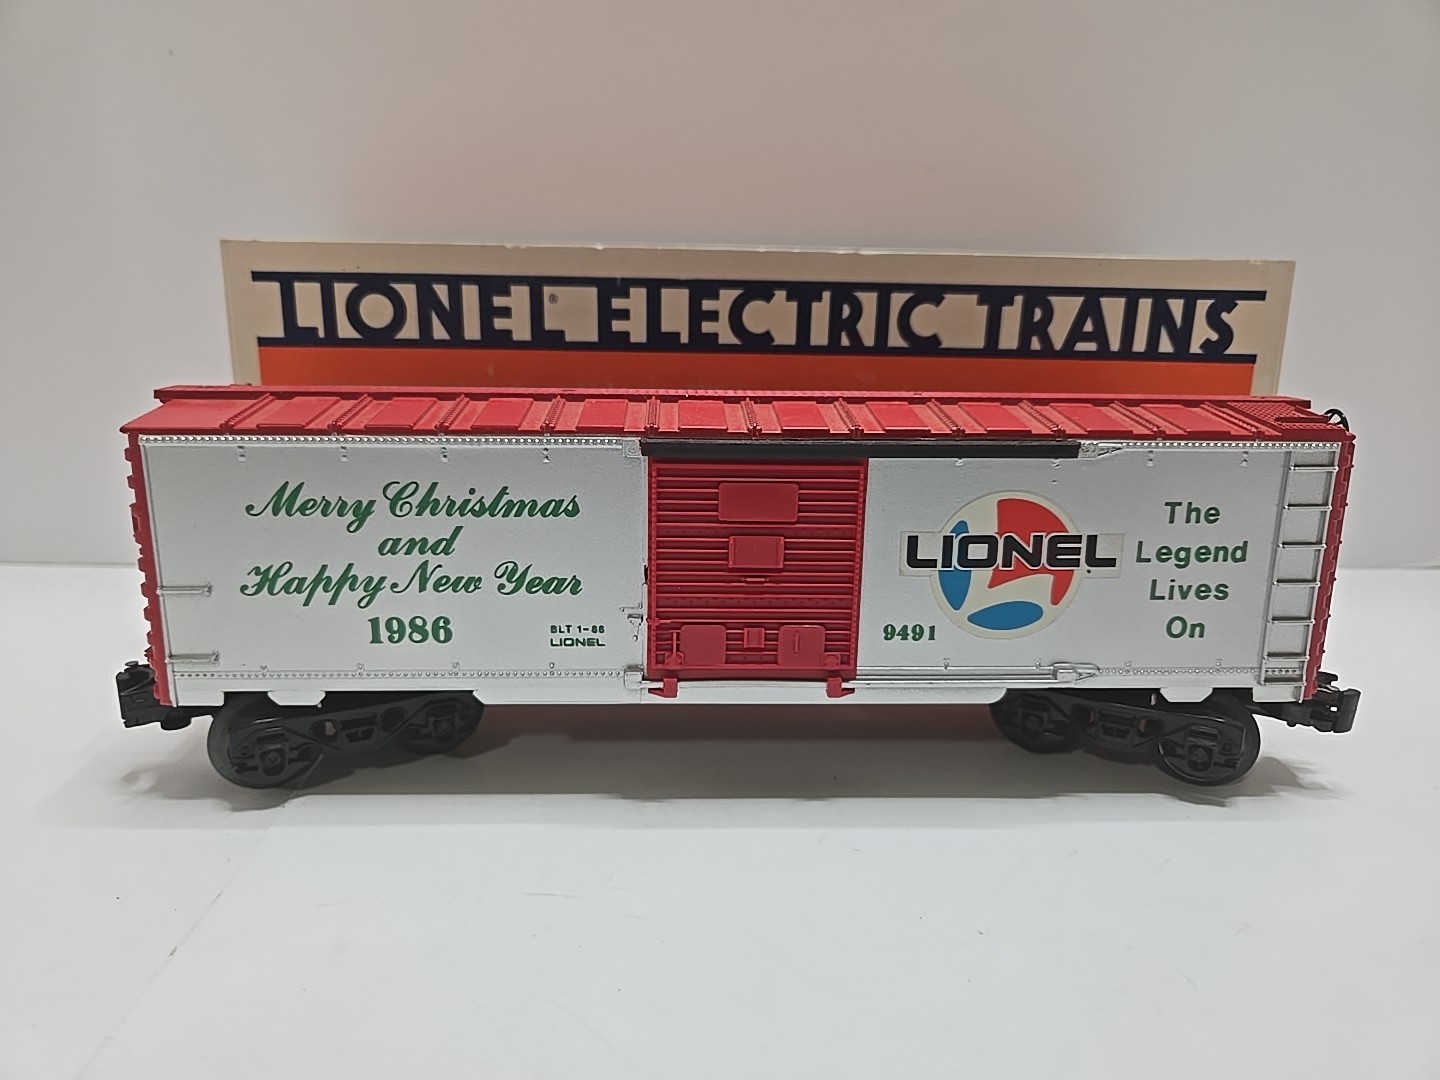 LIONEL® ELECTRIC TRAINS
Merry Christmas
and
Happy New Year
1986
BLT 1-86
LIONEL
9491
LIONEL
The
Legend
Lives
On